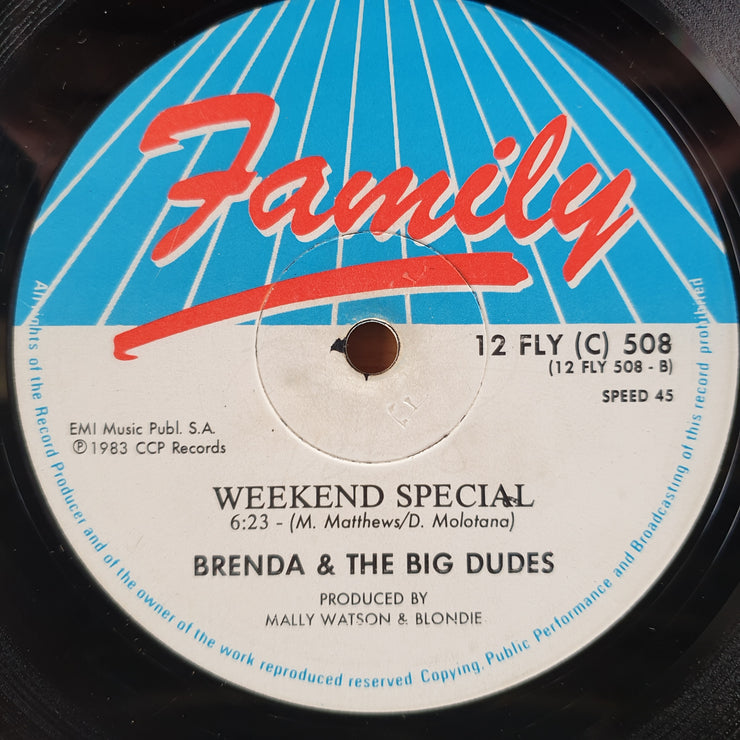 Family
12 FLY (C) 508
(12 FLY 508 - B)
SPEED 45
EMI Music Publ. S.A.
℗ 1983 CCP Records
WEEKEND SPECIAL
6:23 - (M. Matthews/D. Molotana)
BRENDA & THE BIG DUDES
PRODUCED BY
MALLY WATSON & BLONDIE
All rights of the Record Producer and of the owner of the work reproduced reserved Copying, Public Performance and Broadcasting of this record prohibited